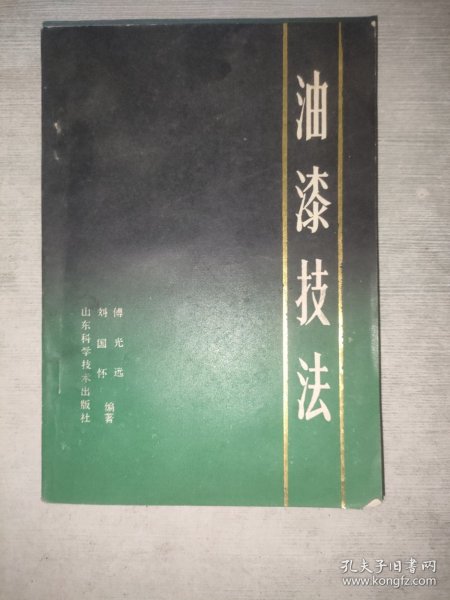 油漆技法
傅光远
刘国怀 编著
山东科学技术出版社
孔夫子旧书网
www.kongfz.com